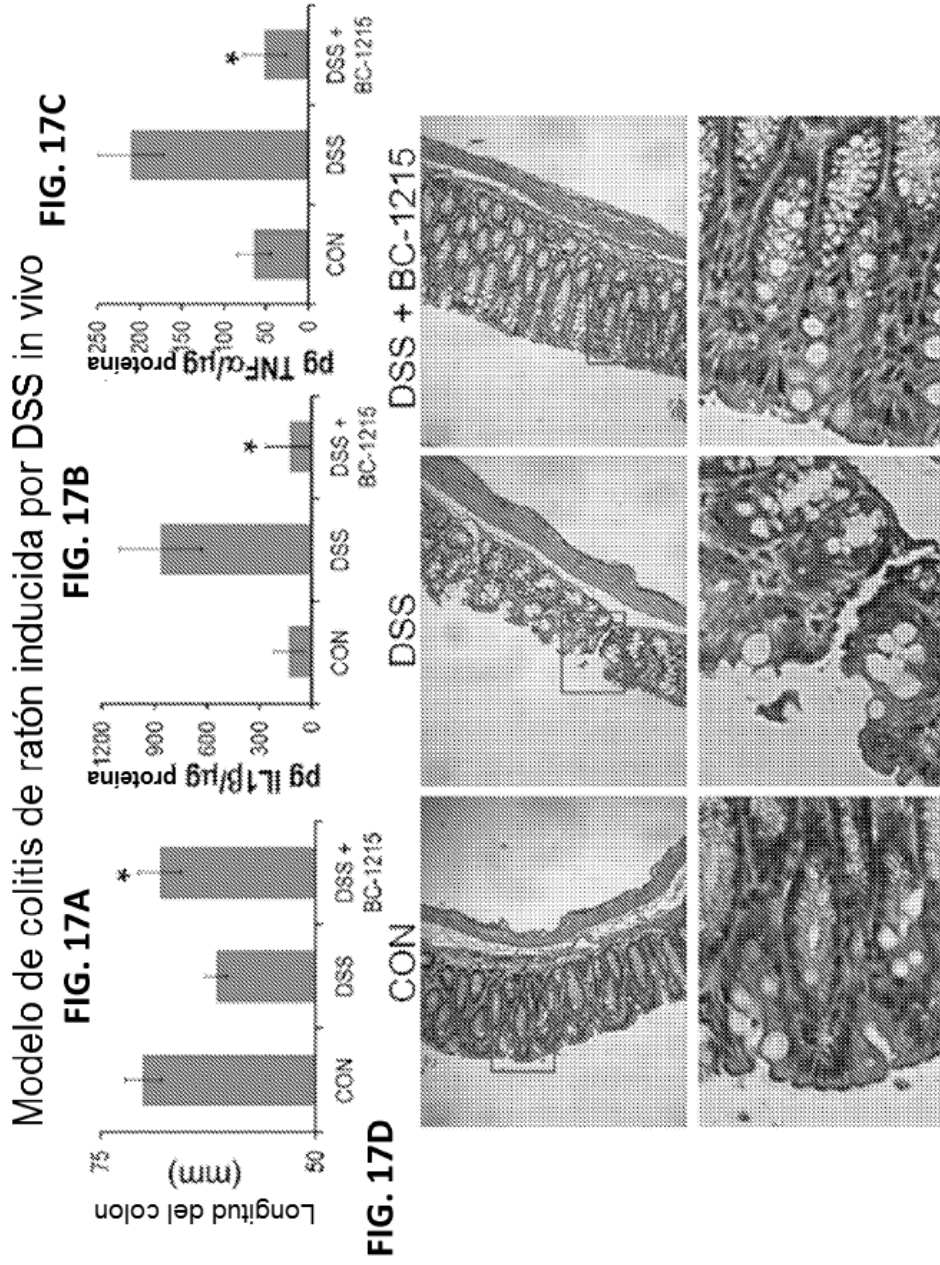 Modelo de colitis de ratón inducida por DSS in vivo
FIG. 17A
Longitud del colon
(mm)
75
50
CON
DSS
DSS +
BC-1215
*
FIG. 17B
pg IL1β/µg proteína
1200
900
600
300
0
CON
DSS
DSS +
BC-1215
*
FIG. 17C
pg TNFα/µg proteína
250
200
150
100
50
0
CON
DSS
DSS +
BC-1215
*
FIG. 17D
CON
DSS
DSS + BC-1215